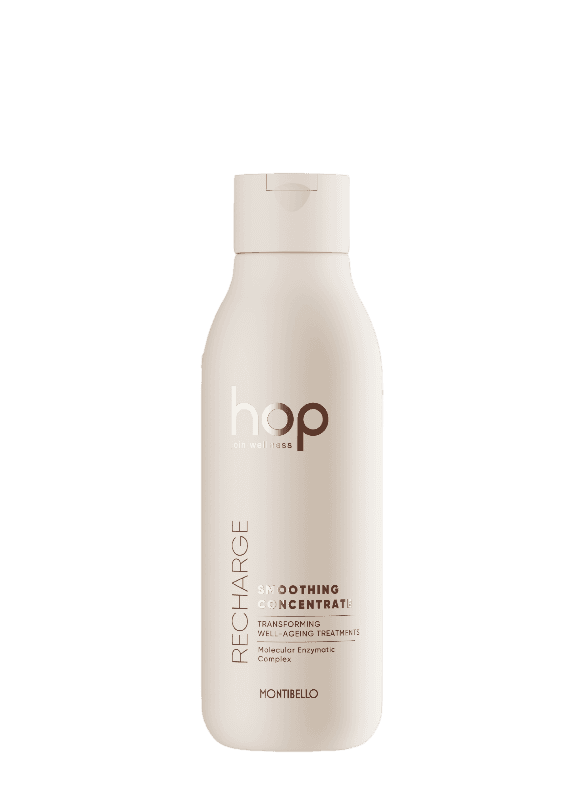 hop
RECHARGE
SMOOTHING
CONCENTRATE
TRANSFORMING
WELL-AGEING TREATMENTS
Molecular Enzymatic
Complex
MONTIBELLO